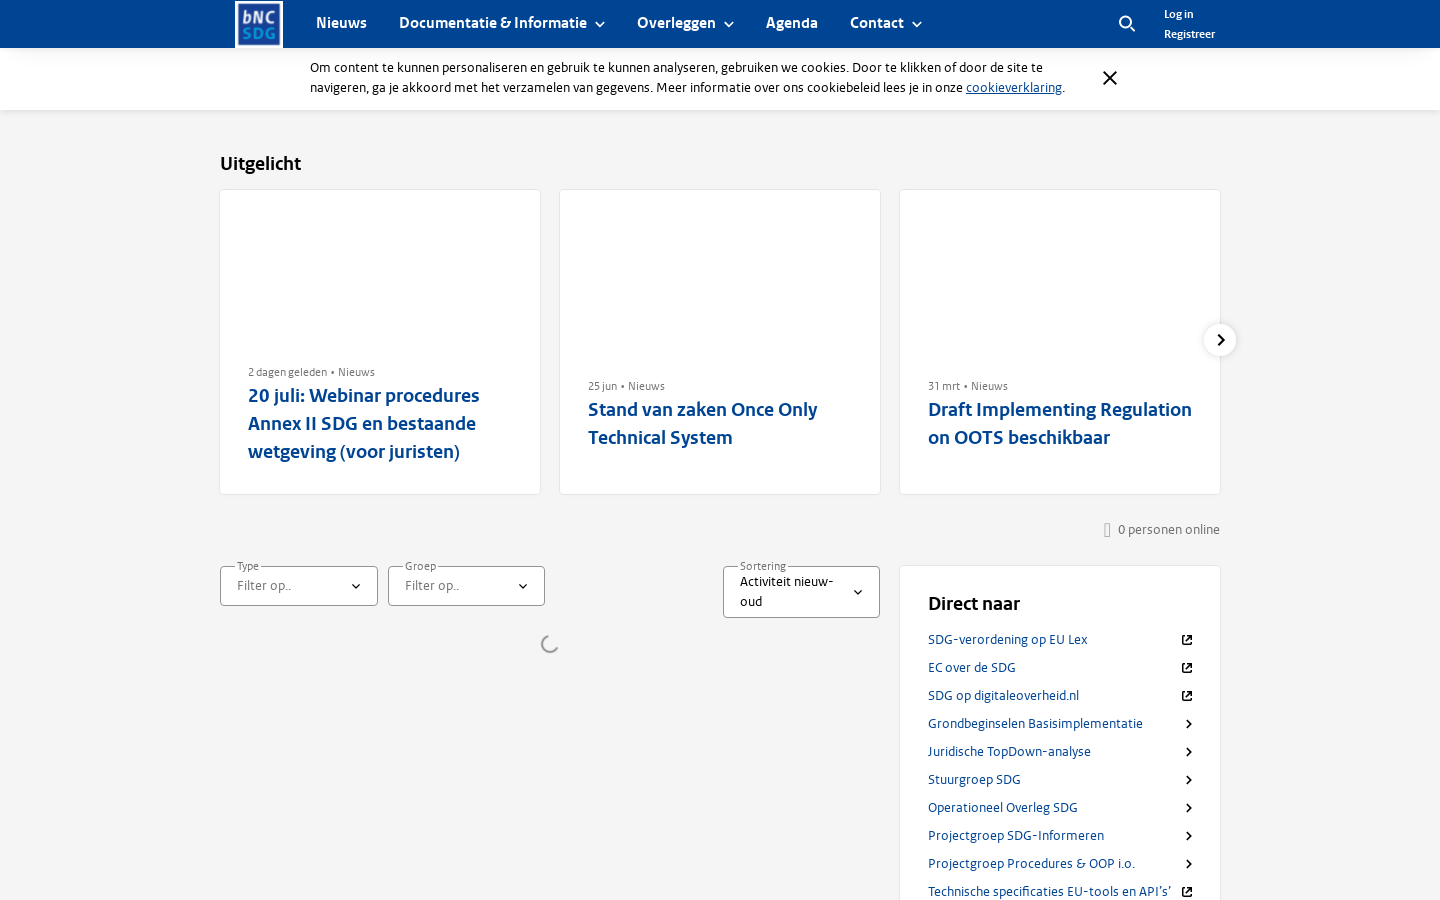 bNC
SDG
Nieuws
Documentatie & Informatie
Overleggen
Agenda
Contact
Log in
Registreer
Om content te kunnen personaliseren en gebruik te kunnen analyseren, gebruiken we cookies. Door te klikken of door de site te
navigeren, ga je akkoord met het verzamelen van gegevens. Meer informatie over ons cookiebeleid lees je in onze cookieverklaring.
Uitgelicht
2 dagen geleden • Nieuws
20 juli: Webinar procedures
Annex II SDG en bestaande
wetgeving (voor juristen)
25 jun • Nieuws
Stand van zaken Once Only
Technical System
31 mrt • Nieuws
Draft Implementing Regulation
on OOTS beschikbaar
0 personen online
Type
Filter op..
Groep
Filter op..
Sortering
Activiteit nieuw-
oud
Direct naar
SDG-verordening op EU Lex
EC over de SDG
SDG op digitaleoverheid.nl
Grondbeginselen Basisimplementatie
Juridische TopDown-analyse
Stuurgroep SDG
Operationeel Overleg SDG
Projectgroep SDG-Informeren
Projectgroep Procedures & OOP i.o.
Technische specificaties EU-tools en API’s’